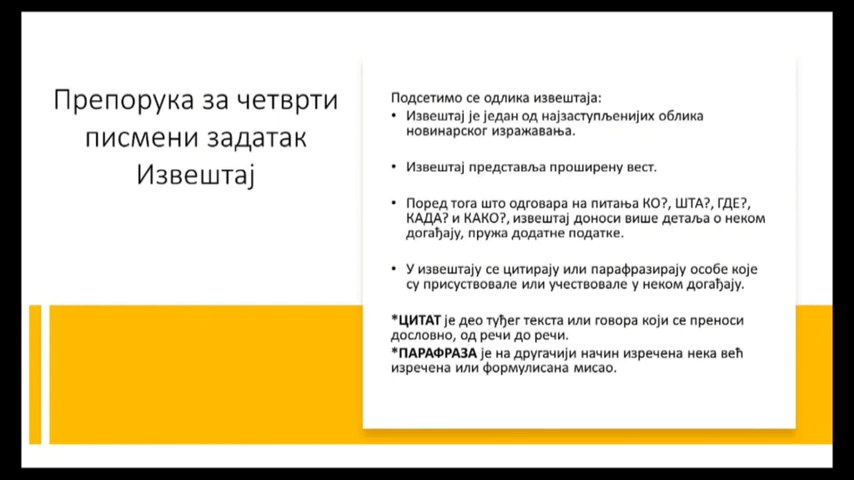 Препорука за четврти
писмени задатак
Извештај
Подсетимо се одлика извештаја:
• Извештај је један од најзаступљенијих облика
новинарског изражавања.
• Извештај представља проширену вест.
• Поред тога што одговара на питања КО?, ШТА?, ГДЕ?,
КАДА? и КАКО?, извештај доноси више детаља о неком
догађају, пружа додатне податке.
• У извештају се цитирају или парафразирају особе које
су присуствовале или учествовале у неком догађају.
*ЦИТАТ је део туђег текста или говора који се преноси
дословно, од речи до речи.
*ПАРАФРАЗА је на другачији начин изречена нека већ
изречена или формулисана мисао.